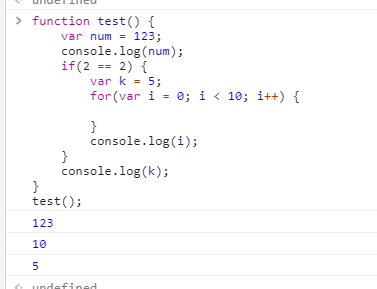 undefined
function test() {
    var num = 123;
    console.log(num);
    if(2 == 2) {
        var k = 5;
        for(var i = 0; i < 10; i++) {

        }
        console.log(i);
    }
    console.log(k);
}
test();
123
10
5
undefined